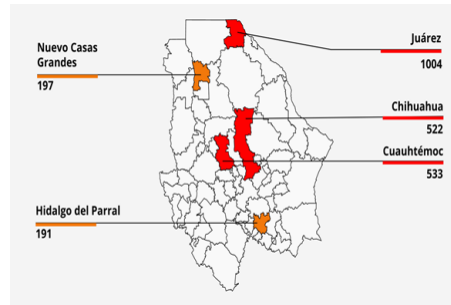 Juárez
1004
Nuevo Casas
Grandes
197
Chihuahua
522
Cuauhtémoc
533
Hidalgo del Parral
191